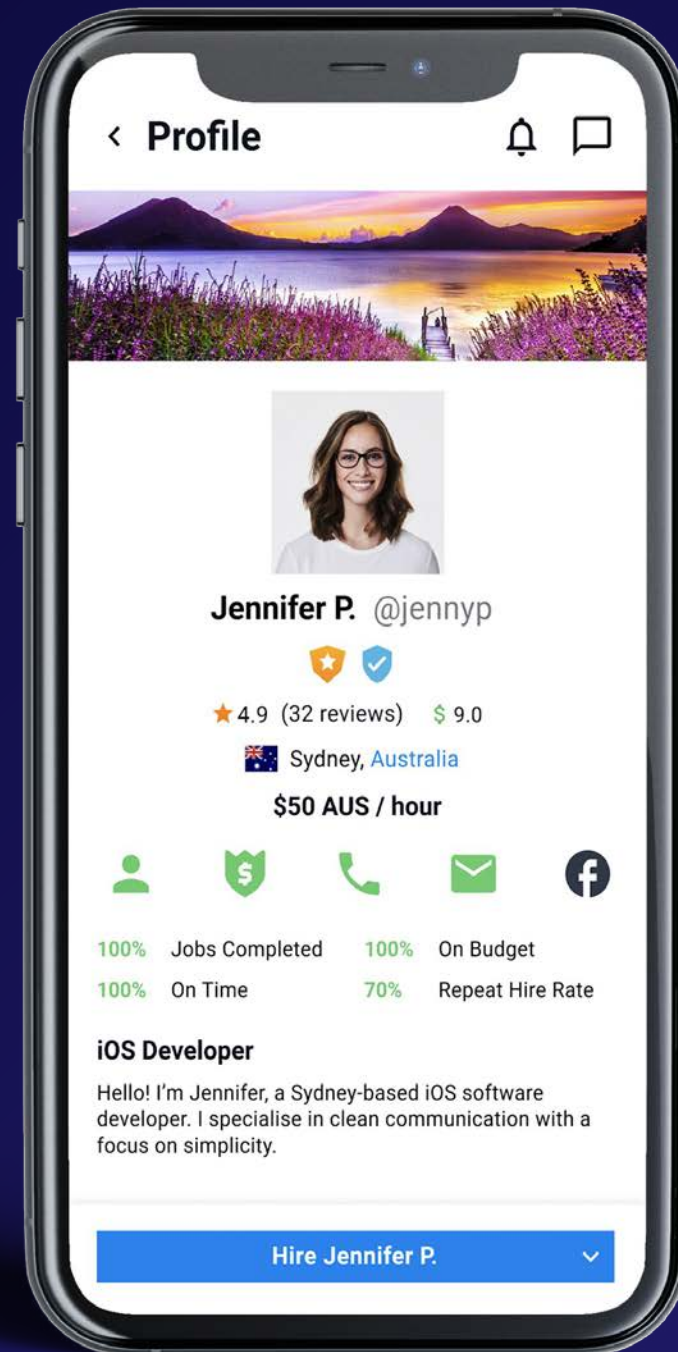 Profile
Jennifer P. @jennyp
4.9 (32 reviews) $ 9.0
Sydney, Australia
$50 AUS / hour
$
100% Jobs Completed 100% On Budget
100% On Time 70% Repeat Hire Rate
iOS Developer
Hello! I'm Jennifer, a Sydney-based iOS software
developer. I specialise in clean communication with a
focus on simplicity.
Hire Jennifer P.